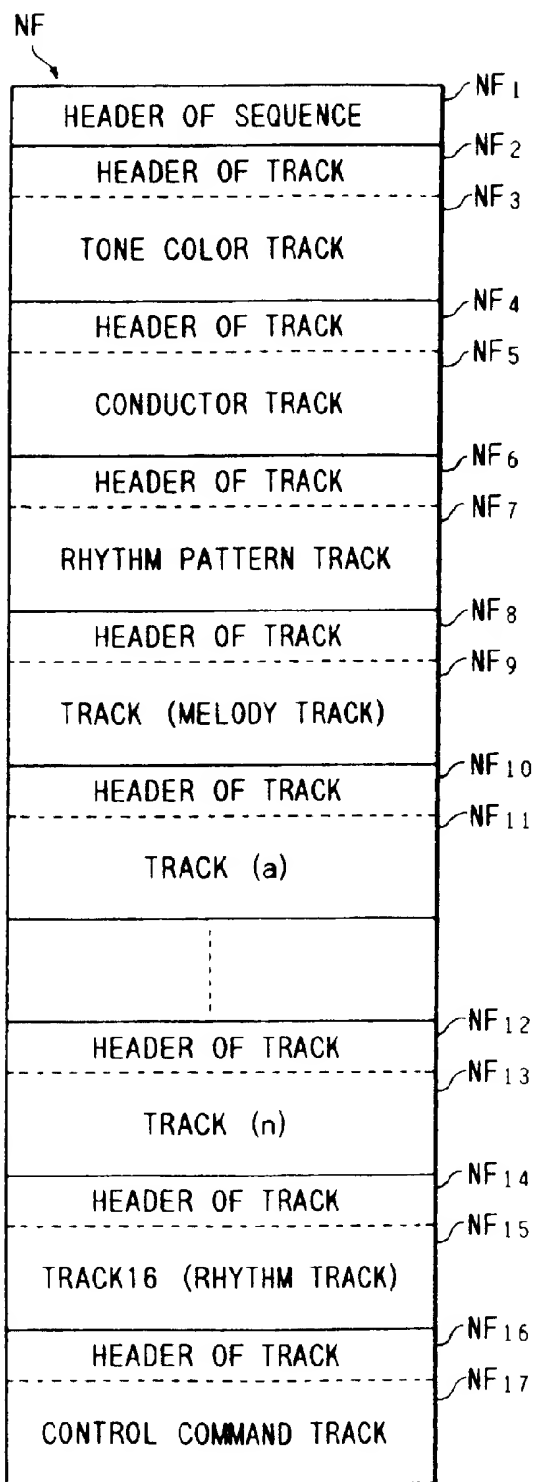 NF
HEADER OF SEQUENCE NF1
HEADER OF TRACK NF2
TONE COLOR TRACK NF3
HEADER OF TRACK NF4
CONDUCTOR TRACK NF5
HEADER OF TRACK NF6
RHYTHM PATTERN TRACK NF7
HEADER OF TRACK NF8
TRACK (MELODY TRACK) NF9
HEADER OF TRACK NF10
TRACK (a) NF11
HEADER OF TRACK NF12
TRACK (n) NF13
HEADER OF TRACK NF14
TRACK16 (RHYTHM TRACK) NF15
HEADER OF TRACK NF16
CONTROL COMMAND TRACK NF17